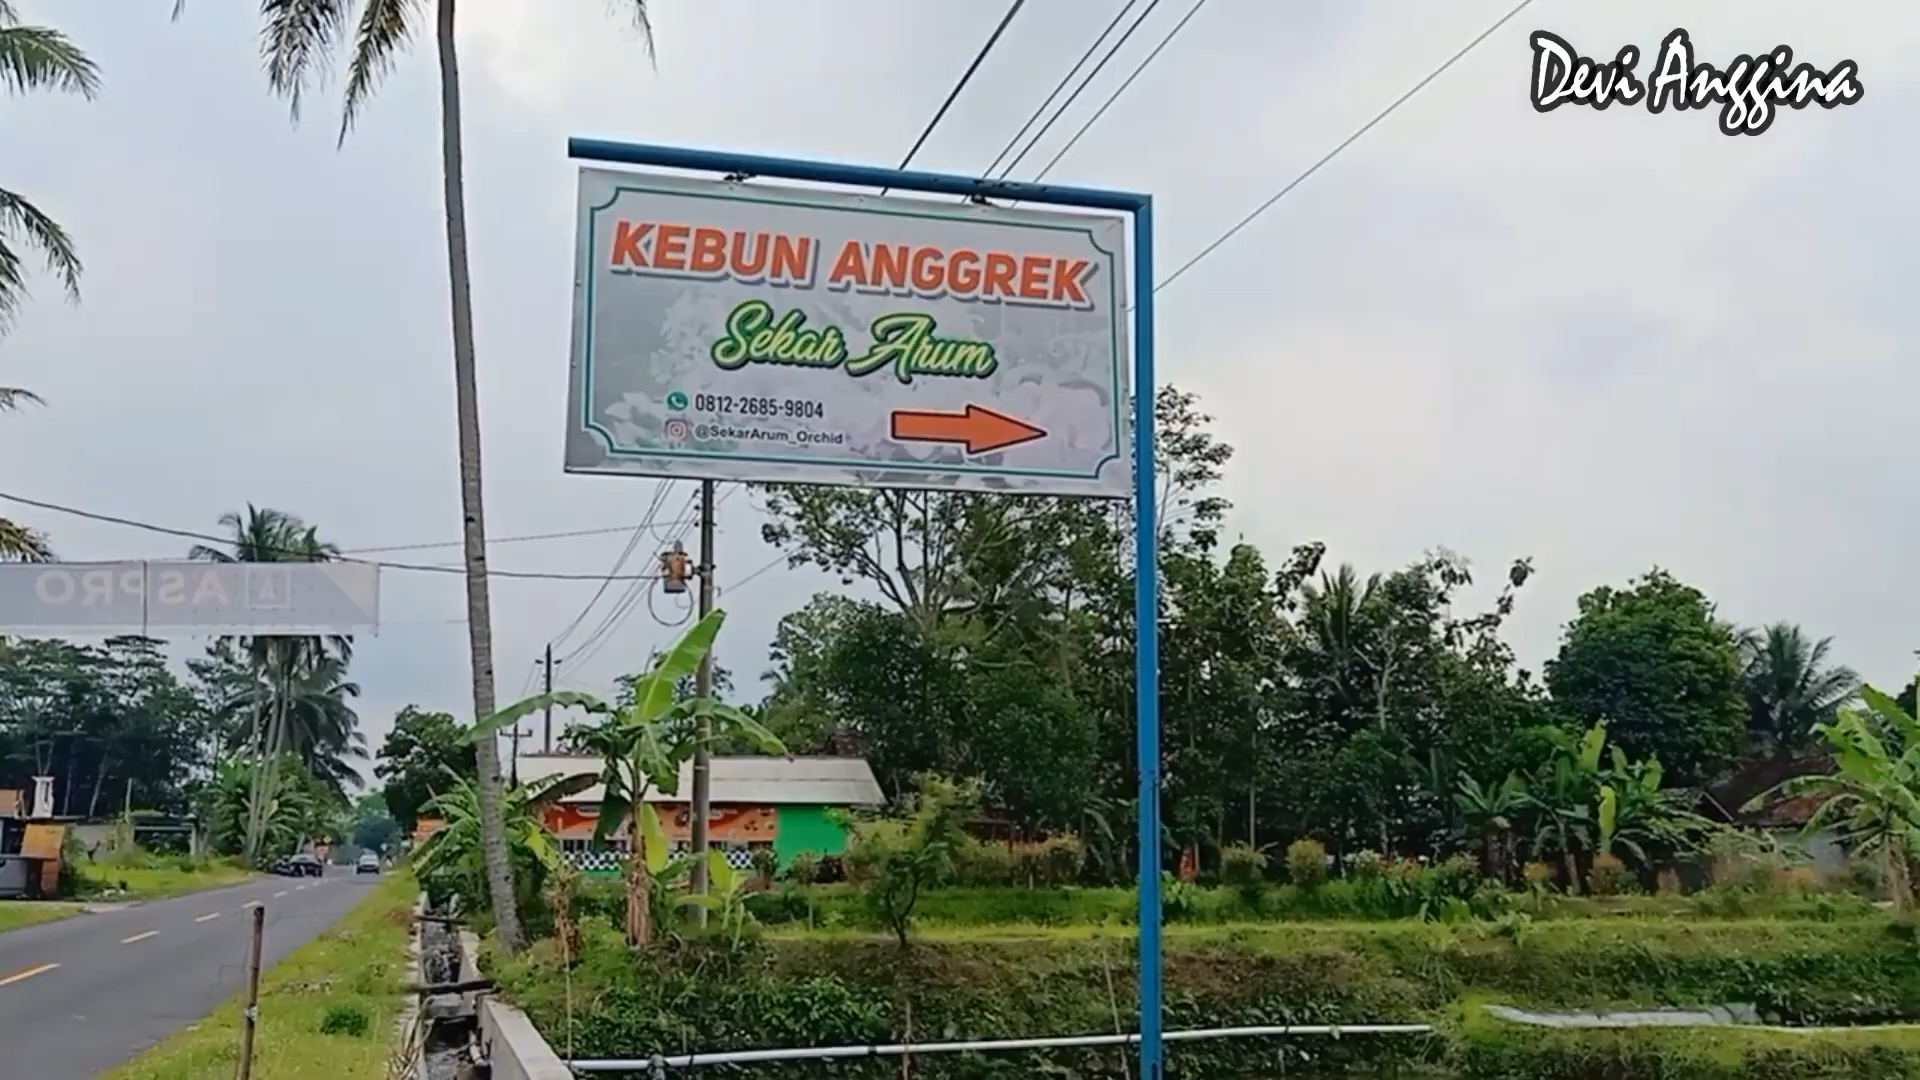 Devi Anggina
KEBUN ANGGREK
Sekar Arum
0812-2685-9804
@SekarArum_Orchid
ASPRO